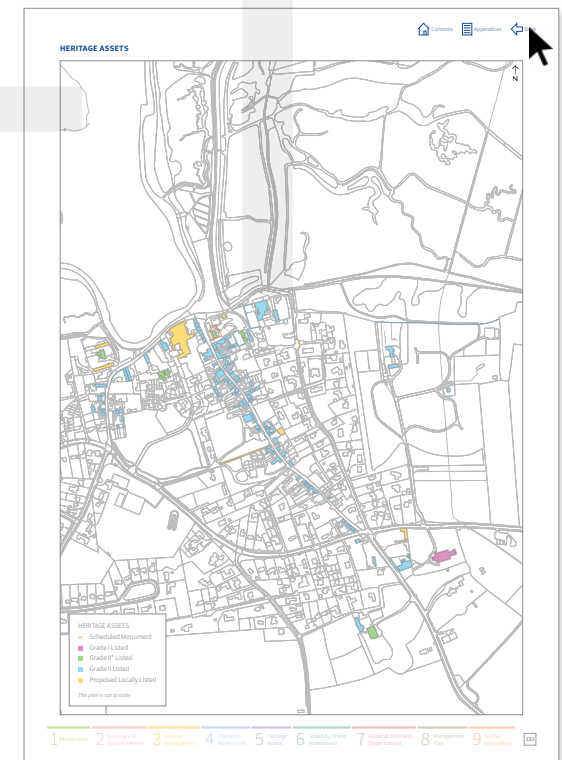 Contents Appendices Back
HERITAGE ASSETS
N
HERITAGE ASSETS
Scheduled Monument
Grade I Listed
Grade II* Listed
Grade II Listed
Proposed Locally Listed
This plan is not to scale
1 Introduction
2 Summary of Special Interest
3 Historic Development
4 Character Assessment
5 Heritage Assets
6 Street-by-Street Assessment
7 Vulnerabilities and Opportunities
8 Management Plan
9 Further Information
133